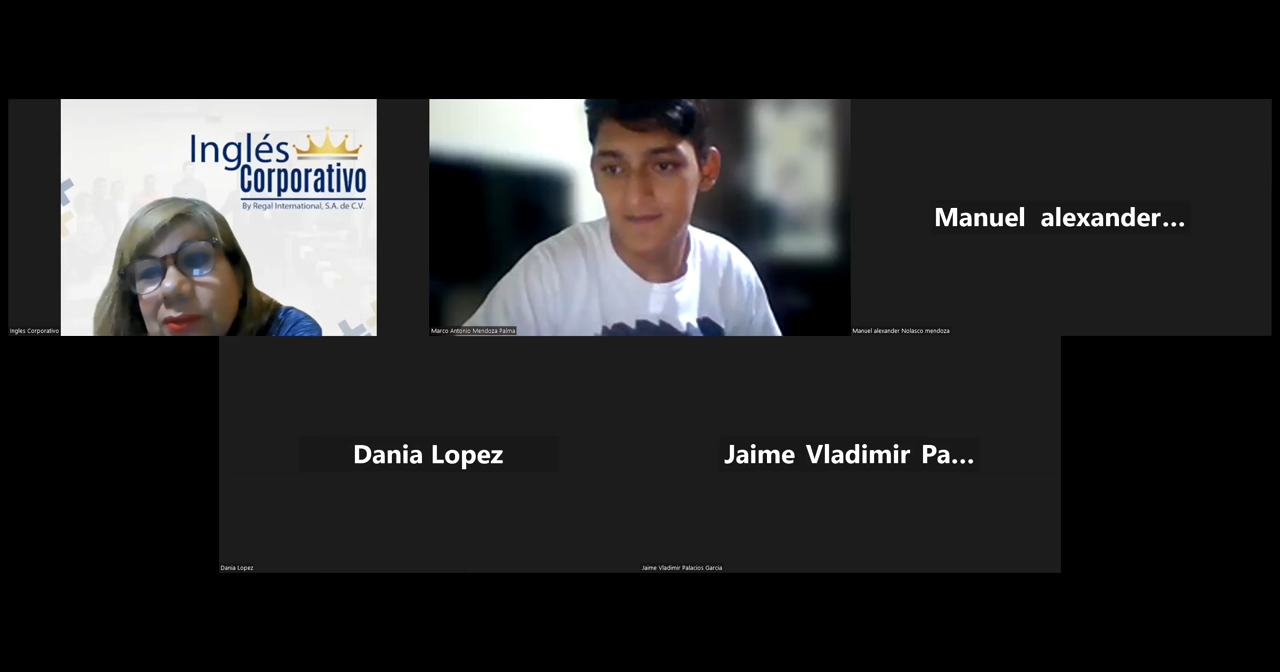 Inglés
Corporativo
By Regal International, S.A. de C.V.
Manuel alexander...
Ingles Corporativo
Marco Antonio Mendoza Palma
Manuel alexander Nolasco mendoza
Dania Lopez
Jaime Vladimir Pa...
Dania Lopez
Jaime Vladimir Palacios Garcia